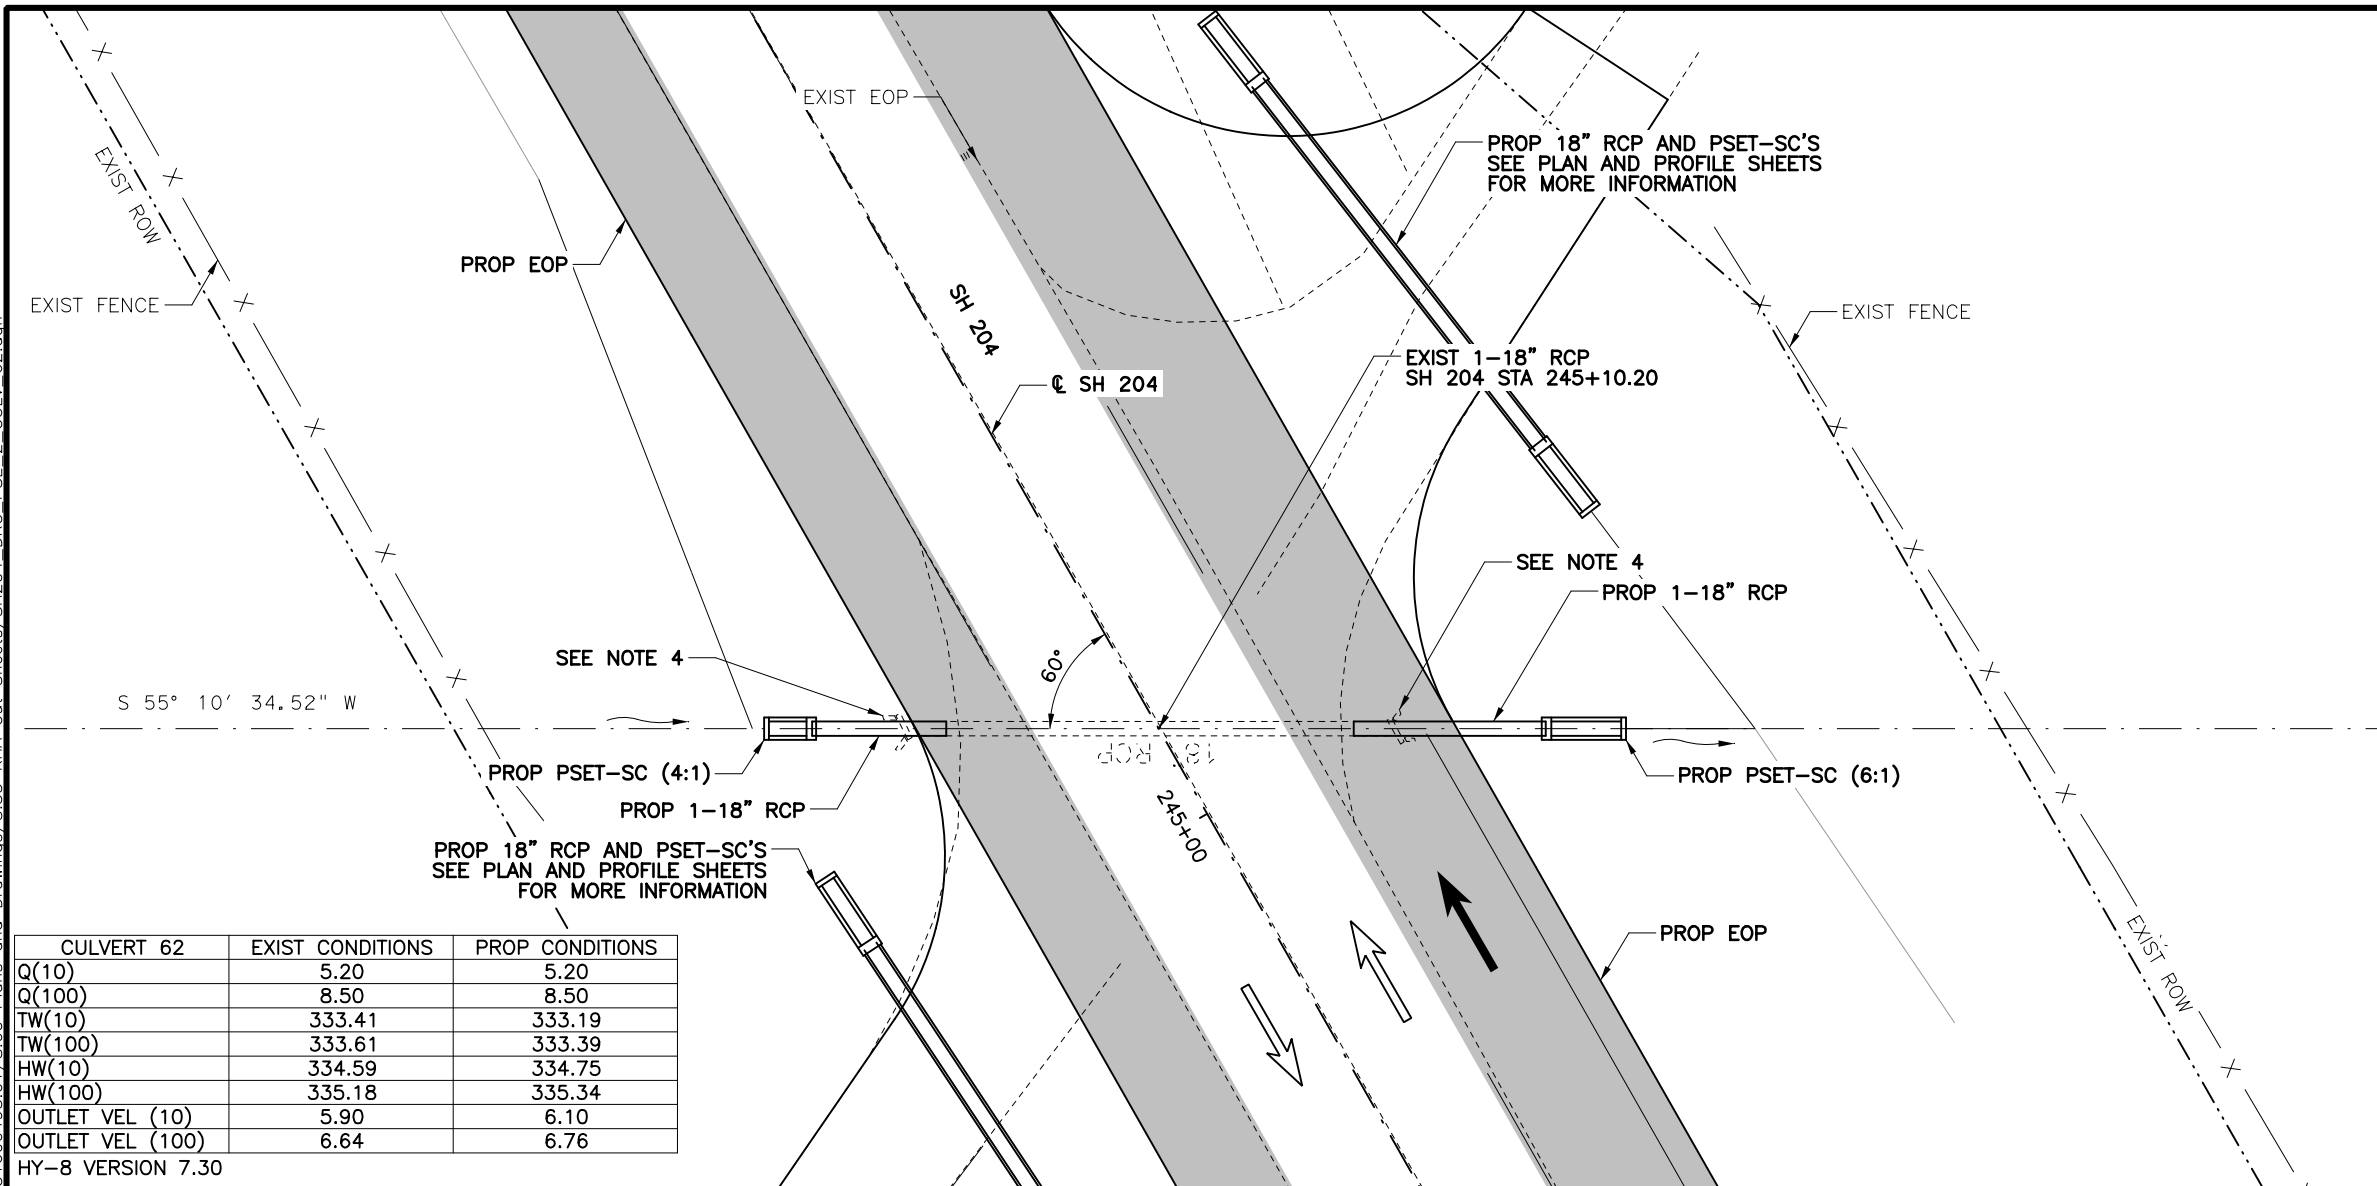 EXIST EOP
PROP 18" RCP AND PSET-SC'S
SEE PLAN AND PROFILE SHEETS
FOR MORE INFORMATION
EXIST ROW
PROP EOP
EXIST FENCE
SH 204
EXIST FENCE
EXIST 1-18" RCP
SH 204 STA 245+10.20
℄ SH 204
SEE NOTE 4
PROP 1-18" RCP
SEE NOTE 4
60°
S 55° 10' 34.52" W
18" RCP
PROP PSET-SC (4:1)
PROP PSET-SC (6:1)
PROP 1-18" RCP
245+00
PROP 18" RCP AND PSET-SC'S
SEE PLAN AND PROFILE SHEETS
FOR MORE INFORMATION
PROP EOP
EXIST ROW
CULVERT 62 EXIST CONDITIONS PROP CONDITIONS
Q(10) 5.20 5.20
Q(100) 8.50 8.50
TW(10) 333.41 333.19
TW(100) 333.61 333.39
HW(10) 334.59 334.75
HW(100) 335.18 335.34
OUTLET VEL (10) 5.90 6.10
OUTLET VEL (100) 6.64 6.76
HY-8 VERSION 7.30